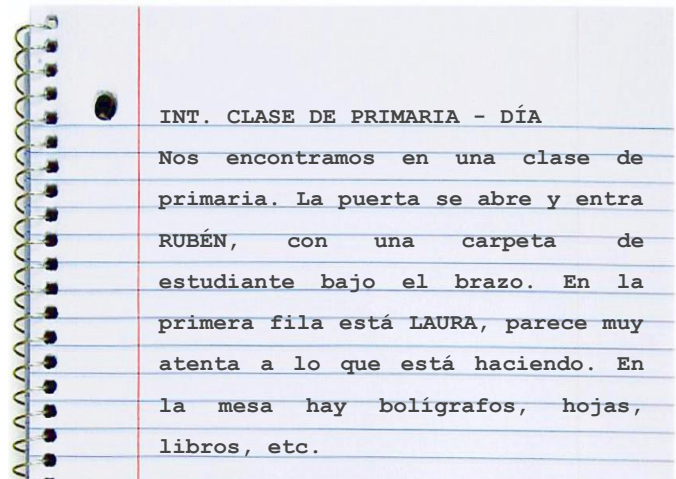 INT. CLASE DE PRIMARIA - DÍA
Nos encontramos en una clase de
primaria. La puerta se abre y entra
RUBÉN, con una carpeta de
estudiante bajo el brazo. En la
primera fila está LAURA, parece muy
atenta a lo que está haciendo. En
la mesa hay bolígrafos, hojas,
libros, etc.